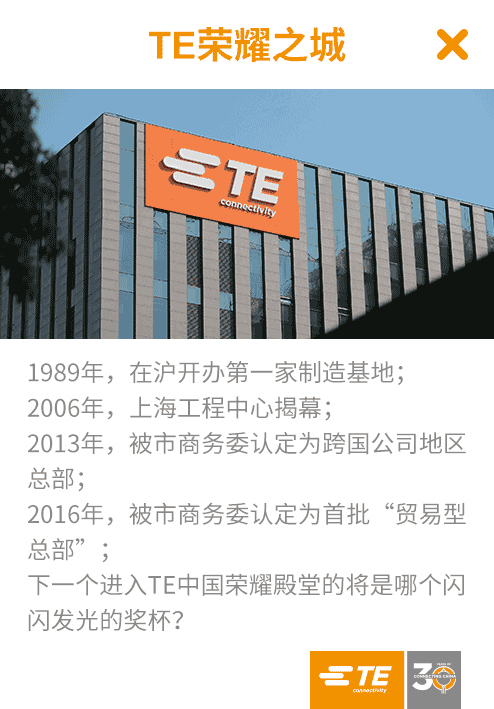 TE荣耀之城
TE
connectivity
1989年，在沪开办第一家制造基地；
2006年，上海工程中心揭幕；
2013年，被市商务委认定为跨国公司地区
总部；
2016年，被市商务委认定为首批“贸易型
总部”；
下一个进入TE中国荣耀殿堂的将是哪个闪
闪发光的奖杯？
TE
connectivity
30
YEARS OF
CONNECTING CHINA